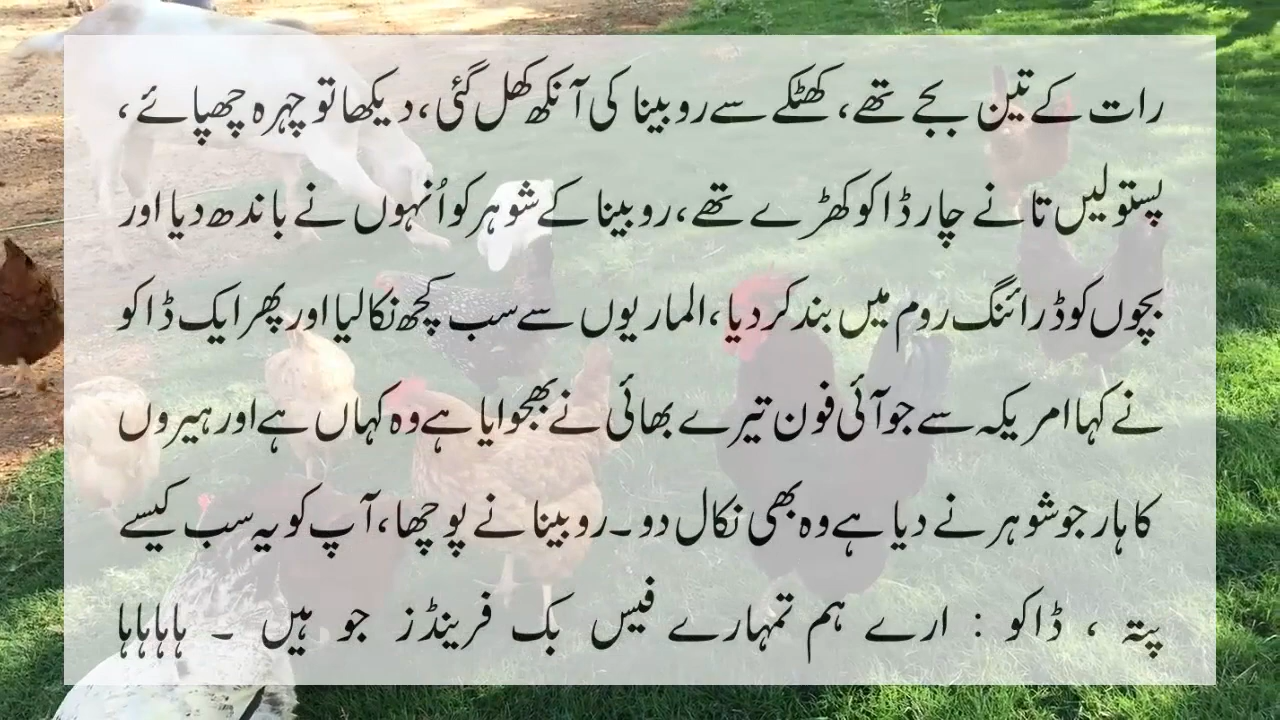 رات کے تین بجے تھے، کھٹکے سے روبینا کی آنکھ کھل گئی، دیکھا تو چہرہ چھپائے ،
پستولیں تانے چار ڈاکو کھڑے تھے، روبینا کے شوہر کو اُنہوں نے باندھ دیا اور
بچوں کو ڈرائنگ روم میں بند کر دیا، الماریوں سے سب کچھ نکالیا اور پھر ایک ڈاکو
نے کہا امریکہ سے جو آئی فون تیرے بھائی نے بھجوایا ہے وہ کہاں ہے اور ہیروں
کا ہار جو شوہر نے دیا ہے وہ بھی نکال دو۔ روبینا نے پوچھا، آپ کو یہ سب کیسے
پتہ ، ڈاکو : ارے ہم تمہارے فیس بک فرینڈز جو ہیں ۔ ہاہاہاہا